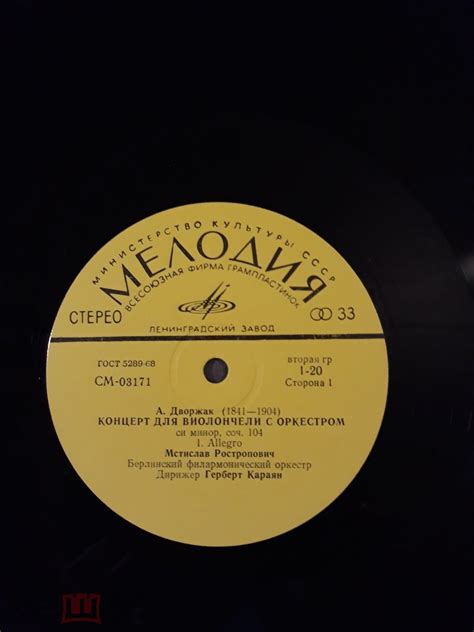 МИНИСТЕРСТВО КУЛЬТУРЫ СССР
МЕЛОДИЯ
ВСЕСОЮЗНАЯ ФИРМА ГРАМПЛАСТИНОК
СТЕРЕО
33
ЛЕНИНГРАДСКИЙ ЗАВОД
ГОСТ 5289-68
вторая гр
СМ-03171
1-20
Сторона 1
А. Дворжак (1841—1904)
КОНЦЕРТ ДЛЯ ВИОЛОНЧЕЛИ С ОРКЕСТРОМ
си минор, соч. 104
1. Allegro
Мстислав Ростропович
Берлинский филармонический оркестр
Дирижер Герберт Караян